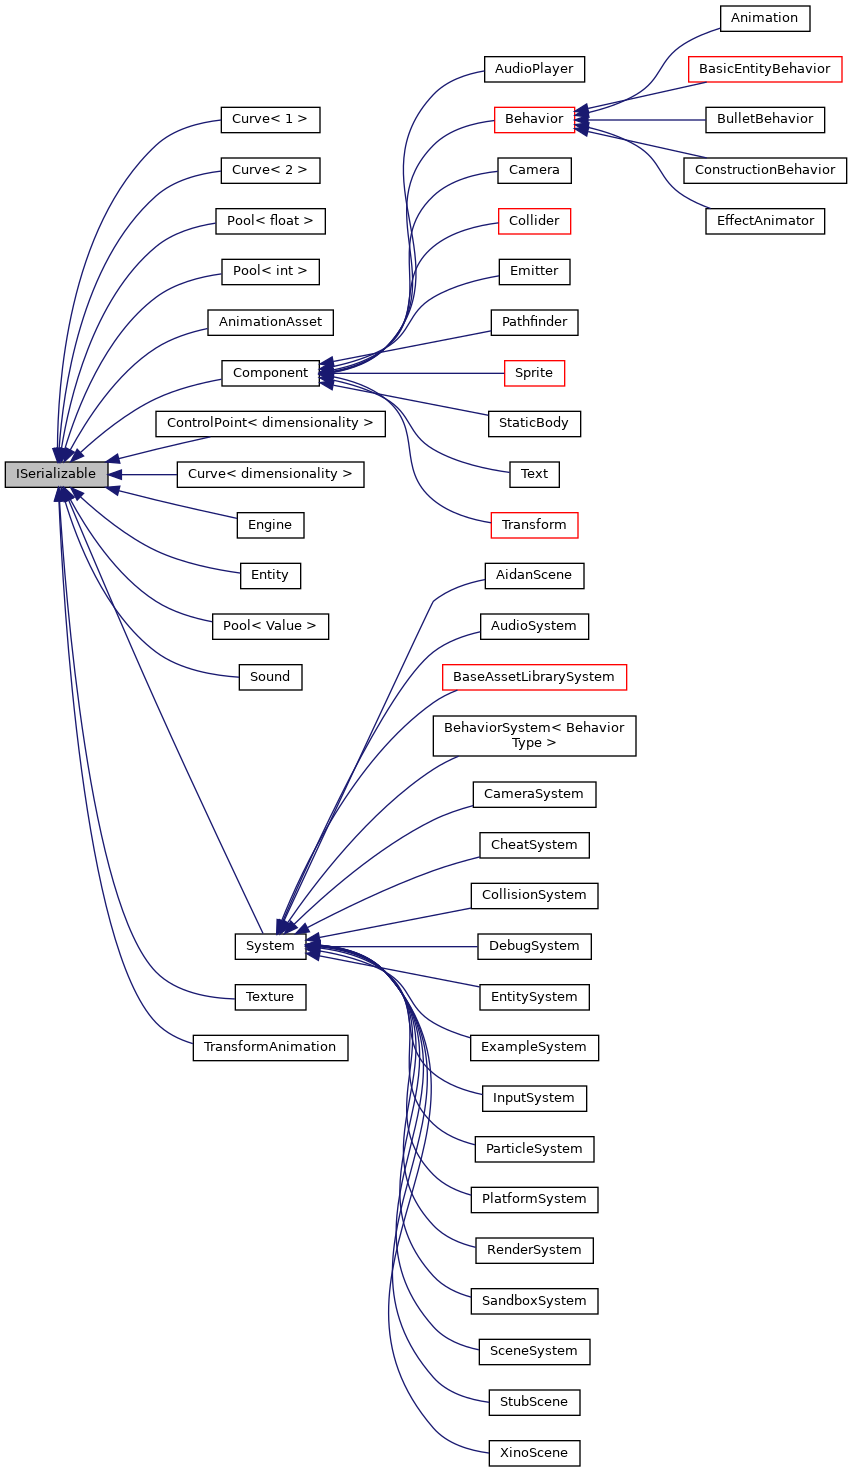 Animation
AudioPlayer
BasicEntityBehavior
Curve< 1 >
Behavior
BulletBehavior
Curve< 2 >
Camera
ConstructionBehavior
Pool< float >
Collider
EffectAnimator
Pool< int >
Emitter
AnimationAsset
Pathfinder
Component
Sprite
ControlPoint< dimensionality >
StaticBody
ISerializable
Curve< dimensionality >
Text
Engine
Transform
Entity
AidanScene
Pool< Value >
AudioSystem
Sound
BaseAssetLibrarySystem
BehaviorSystem< Behavior
Type >
CameraSystem
CheatSystem
CollisionSystem
System
DebugSystem
Texture
EntitySystem
TransformAnimation
ExampleSystem
InputSystem
ParticleSystem
PlatformSystem
RenderSystem
SandboxSystem
SceneSystem
StubScene
XinoScene